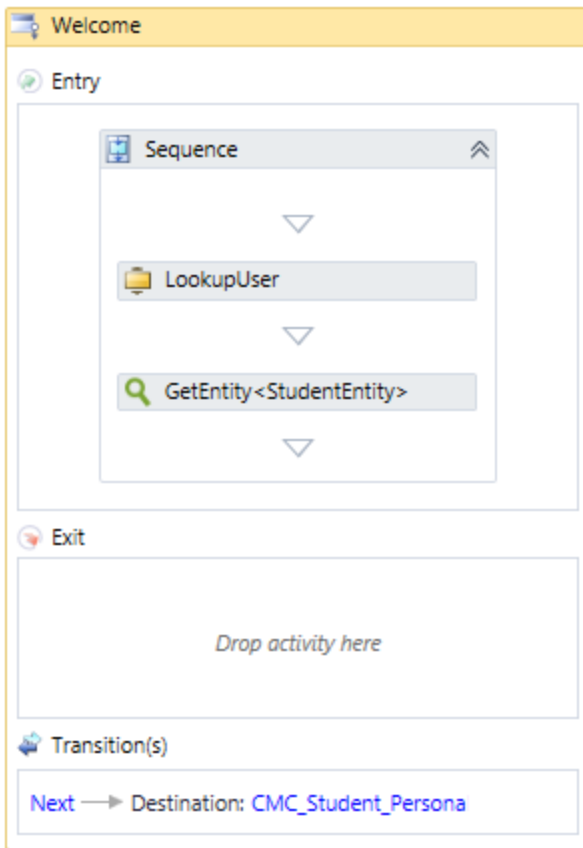 Welcome
Entry
Sequence
LookupUser
GetEntity<StudentEntity>
Exit
Drop activity here
Transition(s)
Next Destination: CMC_Student_Persona